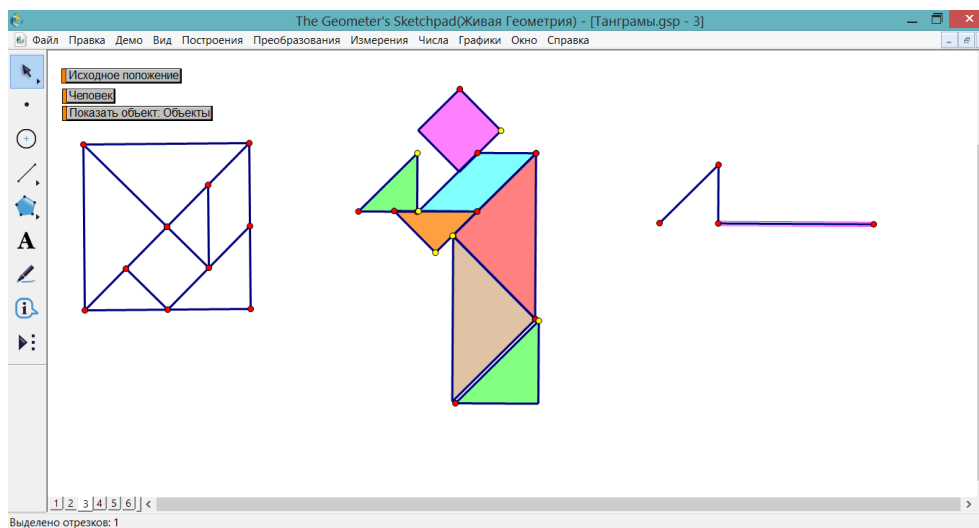 The Geometer's Sketchpad(Живая Геометрия) - [Танграмы.gsp - 3]
Файл Правка Демо Вид Построения Преобразования Измерения Числа Графики Окно Справка
Исходное положение
Человек
Показать объект: Объекты
A
1 2 3 4 5 6
Выделено отрезков: 1